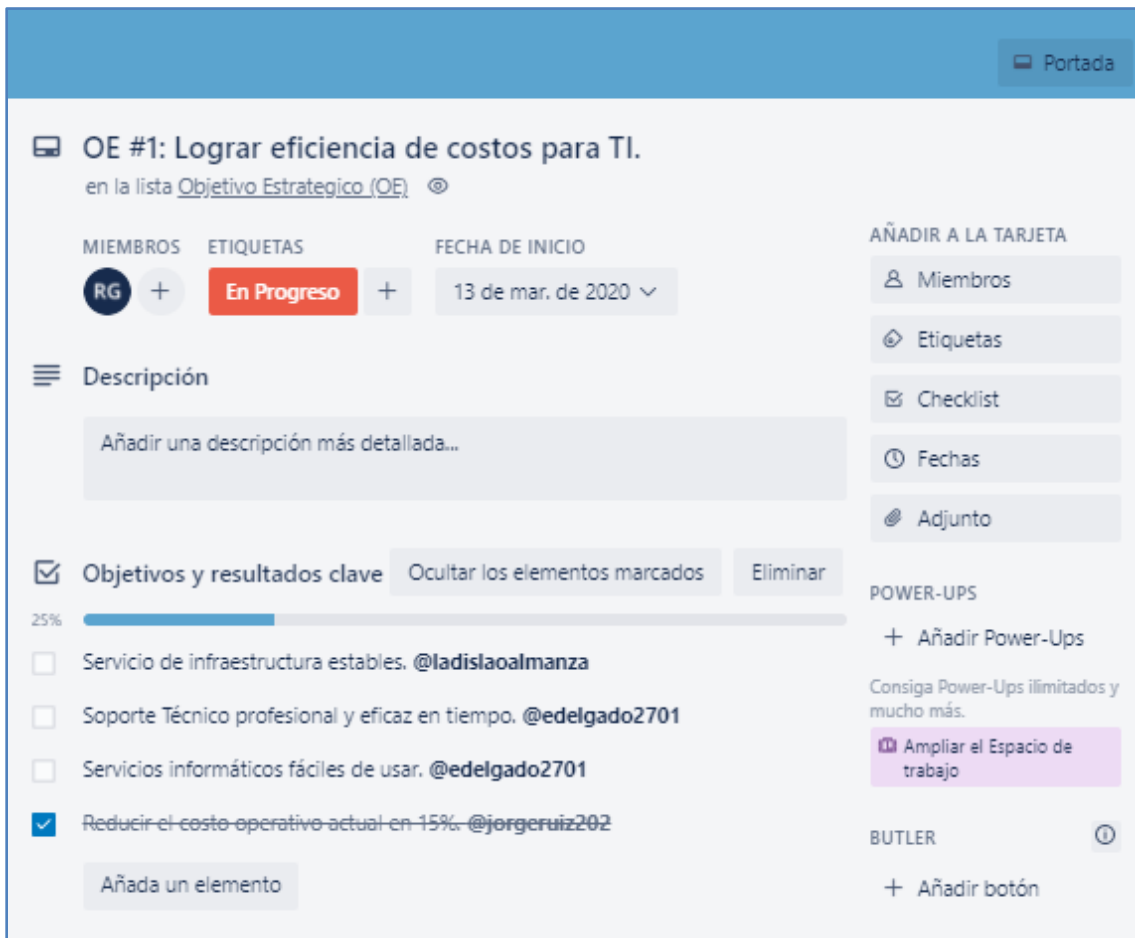 Portada
OE #1: Lograr eficiencia de costos para TI.
en la lista Objetivo Estrategico (OE)
MIEMBROS ETIQUETAS FECHA DE INICIO
RG + En Progreso + 13 de mar. de 2020
Descripción
Añadir una descripción más detallada...
Objetivos y resultados clave Ocultar los elementos marcados Eliminar
25%
Servicio de infraestructura estables. @ladislaoalmanza
Soporte Técnico profesional y eficaz en tiempo. @edelgado2701
Servicios informáticos fáciles de usar. @edelgado2701
Reducir el costo operativo actual en 15%. @jorgeruiz202
Añada un elemento
AÑADIR A LA TARJETA
Miembros
Etiquetas
Checklist
Fechas
Adjunto
POWER-UPS
+ Añadir Power-Ups
Consiga Power-Ups ilimitados y
mucho más.
Ampliar el Espacio de
trabajo
BUTLER
+ Añadir botón